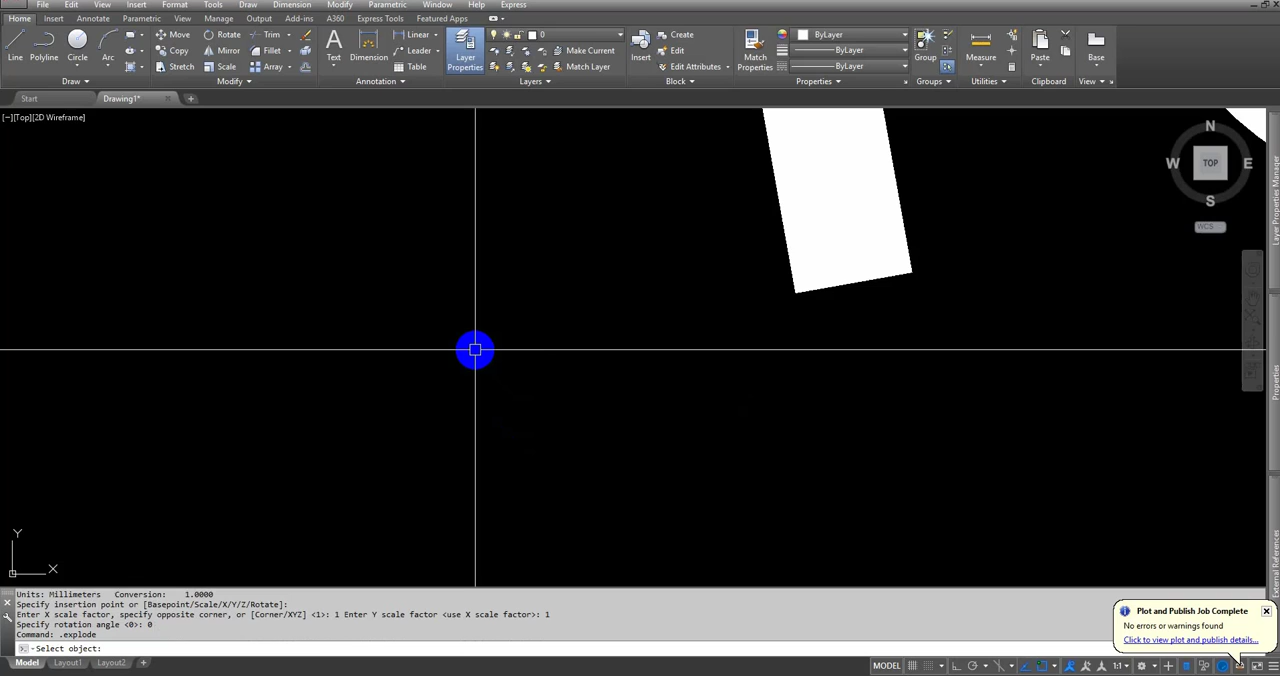 File Edit View Insert Format Tools Draw Dimension Modify Parametric Window Help Express
Home Insert Annotate Parametric View Manage Output Add-ins A360 Express Tools Featured Apps
Line Polyline Circle Arc
Move Rotate Trim
Copy Mirror Fillet
Stretch Scale Array
Text Dimension
Linear
Leader
Table
Layer Properties
0
Make Current
Match Layer
Insert
Create
Edit
Edit Attributes
Match Properties
ByLayer
ByLayer
ByLayer
Group
Measure
Paste
Base
Draw Modify Annotation Layers Block Properties Groups Utilities Clipboard View
Start Drawing1*
[−][Top][2D Wireframe]
N
W TOP E
S
WCS
Layer Properties Manager
Properties
External References
Y
X
Units: Millimeters Conversion: 1.0000
Specify insertion point or [Basepoint/Scale/X/Y/Z/Rotate]:
Enter X scale factor, specify opposite corner, or [Corner/XYZ] <1>: 1 Enter Y scale factor <use X scale factor>: 1
Specify rotation angle <0>: 0
Command: .explode
Select object:
Plot and Publish Job Complete
No errors or warnings found
Click to view plot and publish details...
Model Layout1 Layout2
MODEL 1:1